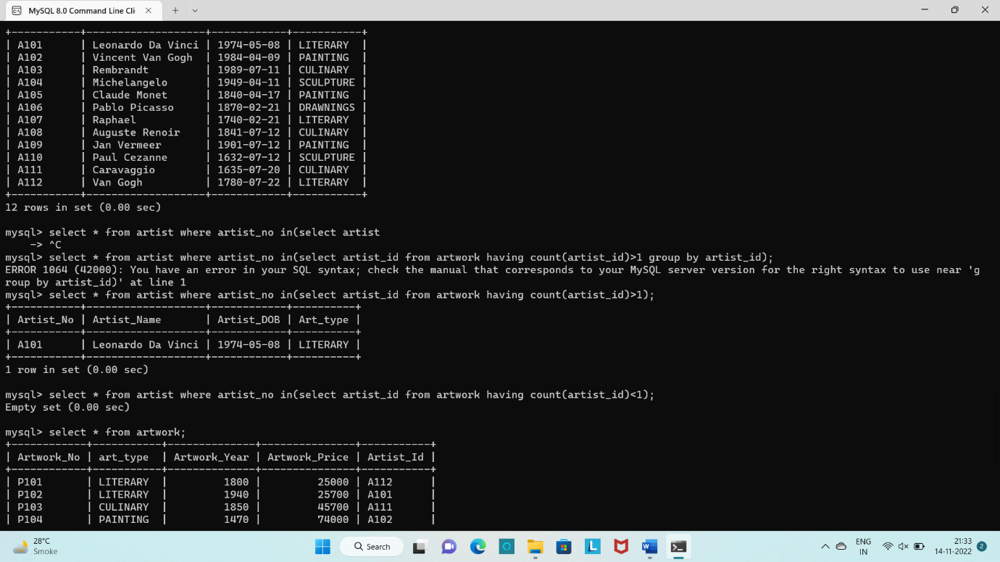 MySQL 8.0 Command Line Cli
+-----------+-------------------+------------+-----------+
| A101      | Leonardo Da Vinci | 1974-05-08 | LITERARY  |
| A102      | Vincent Van Gogh  | 1984-04-09 | PAINTING  |
| A103      | Rembrandt         | 1989-07-11 | CULINARY  |
| A104      | Michelangelo      | 1949-04-11 | SCULPTURE |
| A105      | Claude Monet      | 1840-04-17 | PAINTING  |
| A106      | Pablo Picasso     | 1870-02-21 | DRAWNINGS |
| A107      | Raphael           | 1740-02-21 | LITERARY  |
| A108      | Auguste Renoir    | 1841-07-12 | CULINARY  |
| A109      | Jan Vermeer       | 1901-07-12 | PAINTING  |
| A110      | Paul Cezanne      | 1632-07-12 | SCULPTURE |
| A111      | Caravaggio        | 1635-07-20 | CULINARY  |
| A112      | Van Gogh          | 1780-07-22 | LITERARY  |
+-----------+-------------------+------------+-----------+
12 rows in set (0.00 sec)
mysql> select * from artist where artist_no in(select artist
    -> ^C
mysql> select * from artist where artist_no in(select artist_id from artwork having count(artist_id)>1 group by artist_id);
ERROR 1064 (42000): You have an error in your SQL syntax; check the manual that corresponds to your MySQL server version for the right syntax to use near 'g
roup by artist_id)' at line 1
mysql> select * from artist where artist_no in(select artist_id from artwork having count(artist_id)>1);
+-----------+-------------------+------------+----------+
| Artist_No | Artist_Name       | Artist_DOB | Art_type |
+-----------+-------------------+------------+----------+
| A101      | Leonardo Da Vinci | 1974-05-08 | LITERARY |
+-----------+-------------------+------------+----------+
1 row in set (0.00 sec)
mysql> select * from artist where artist_no in(select artist_id from artwork having count(artist_id)<1);
Empty set (0.00 sec)
mysql> select * from artwork;
+------------+-----------+--------------+---------------+-----------+
| Artwork_No | art_type  | Artwork_Year | Artwork_Price | Artist_Id |
+------------+-----------+--------------+---------------+-----------+
| P101       | LITERARY  |         1800 |         25000 | A112      |
| P102       | LITERARY  |         1940 |         25700 | A101      |
| P103       | CULINARY  |         1850 |         45700 | A111      |
| P104       | PAINTING  |         1470 |         74000 | A102      |
28°C
Smoke
Search
ENG
IN
21:33
14-11-2022
2